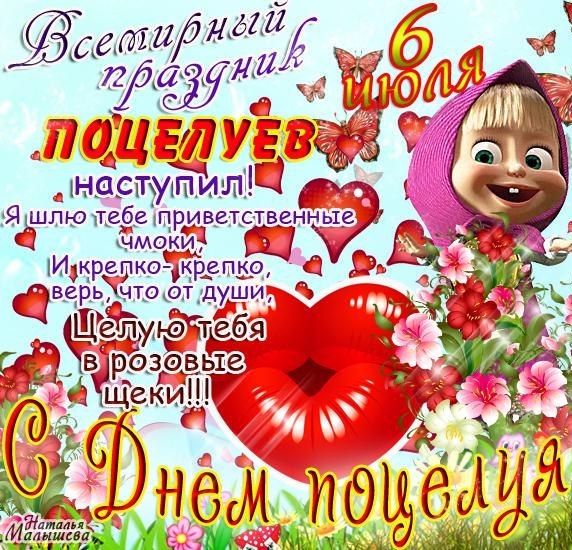 Всемирный
праздник
6
июля
ПОЦЕЛУЕВ
наступил!
Я шлю тебе приветственные
чмоки,
И крепко- крепко,
верь, что от души,
Целую тебя
в розовые
щеки!!!
С Днем поцелуя
Наталья
Малышева